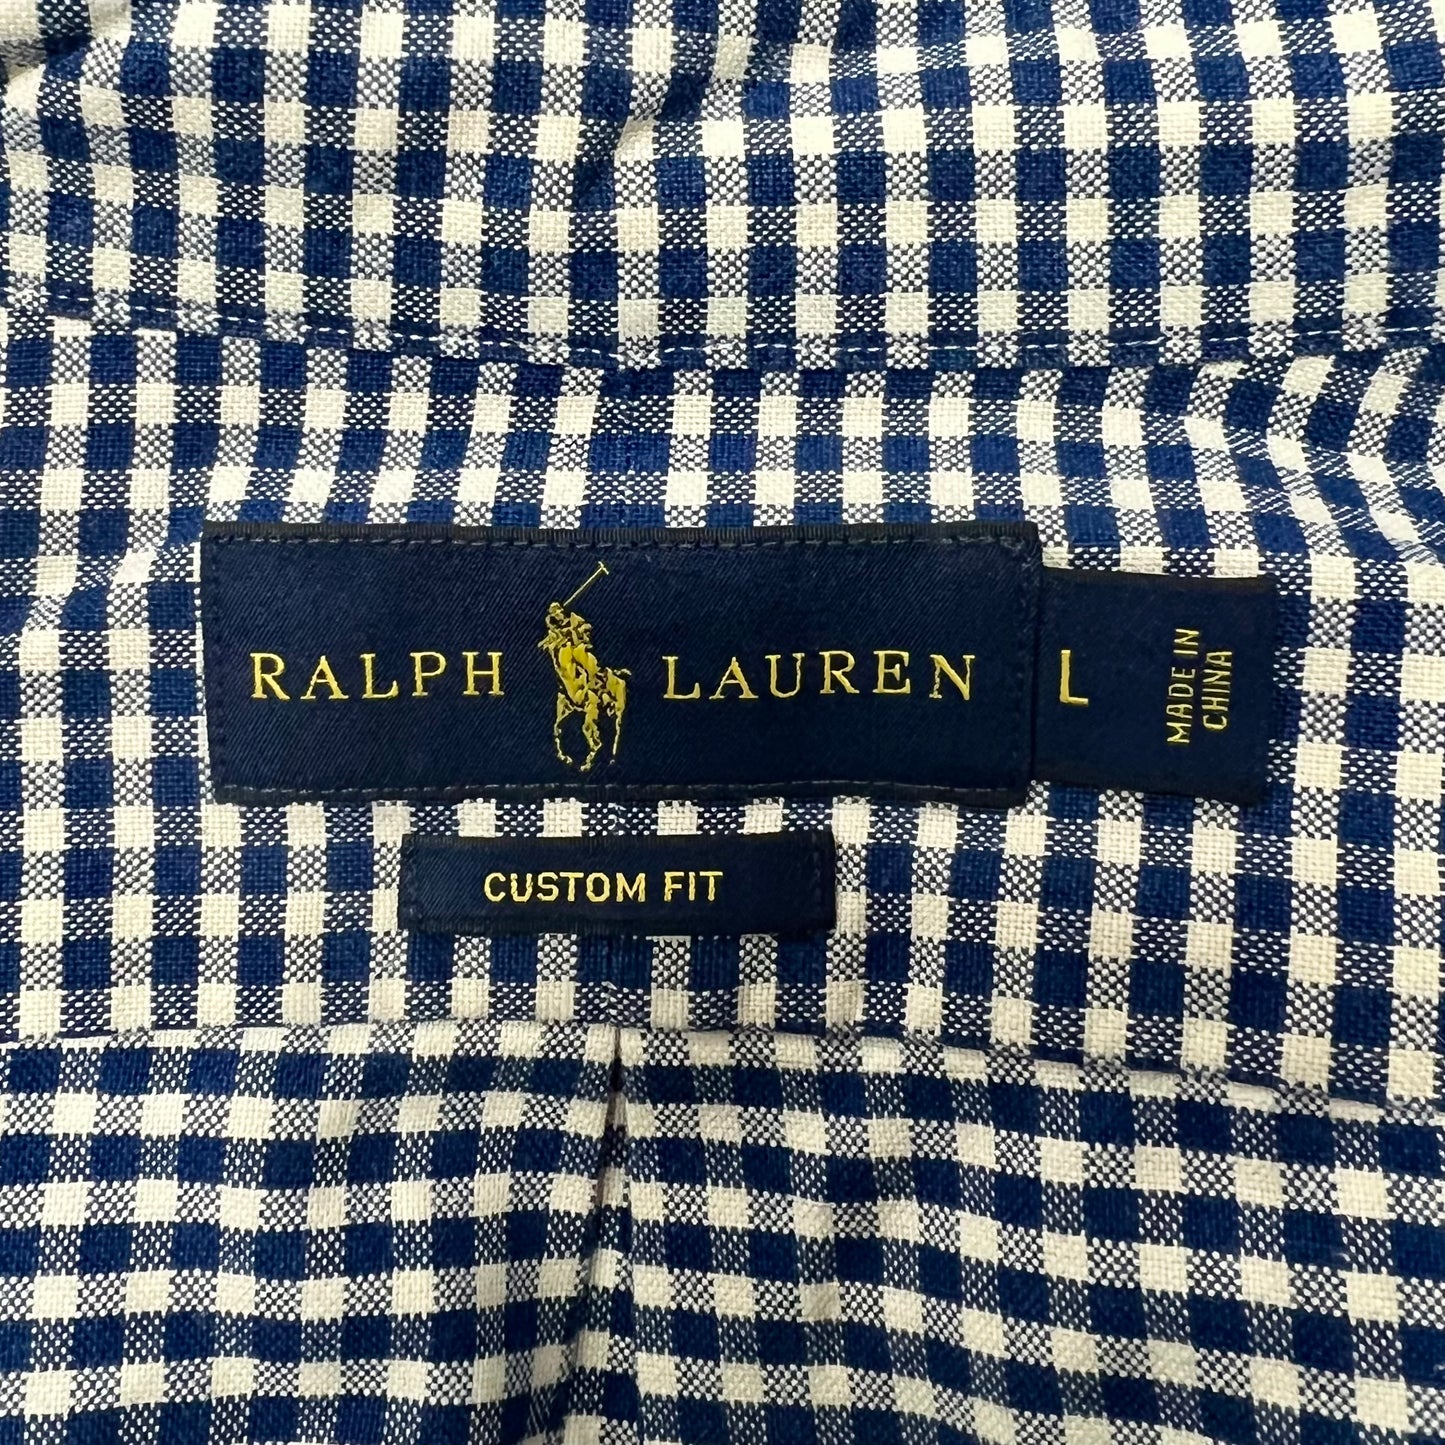 RALPH LAUREN
L
MADE IN
CHINA
CUSTOM FIT